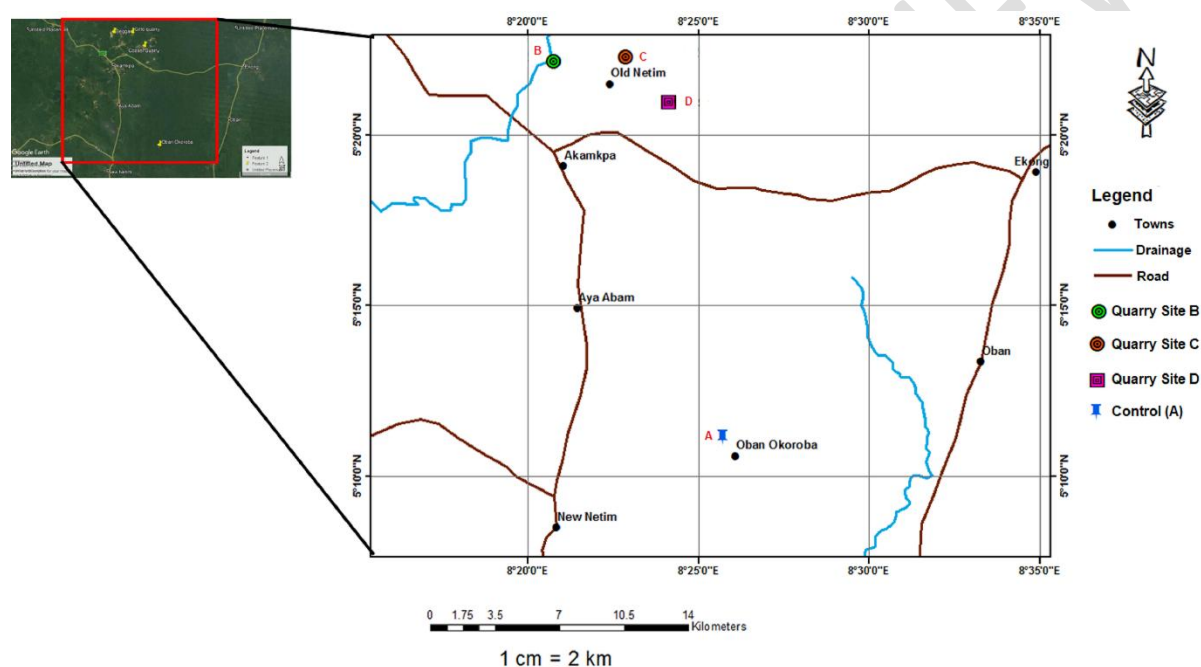 8°20'0"E
8°25'0"E
8°30'0"E
8°35'0"E
B
C
Old Netim
D
N
5°20'0"N
5°20'0"N
Akamkpa
Ekong
Google Earth
Legend
Untitled Map
Legend
Towns
Drainage
Road
Aya Abam
5°15'0"N
5°15'0"N
Quarry Site B
Quarry Site C
Oban
Quarry Site D
Control (A)
A
Oban Okoroba
5°10'0"N
5°10'0"N
New Netim
8°20'0"E
8°25'0"E
8°30'0"E
8°35'0"E
0 1.75 3.5 7 10.5 14
Kilometers
1 cm = 2 km